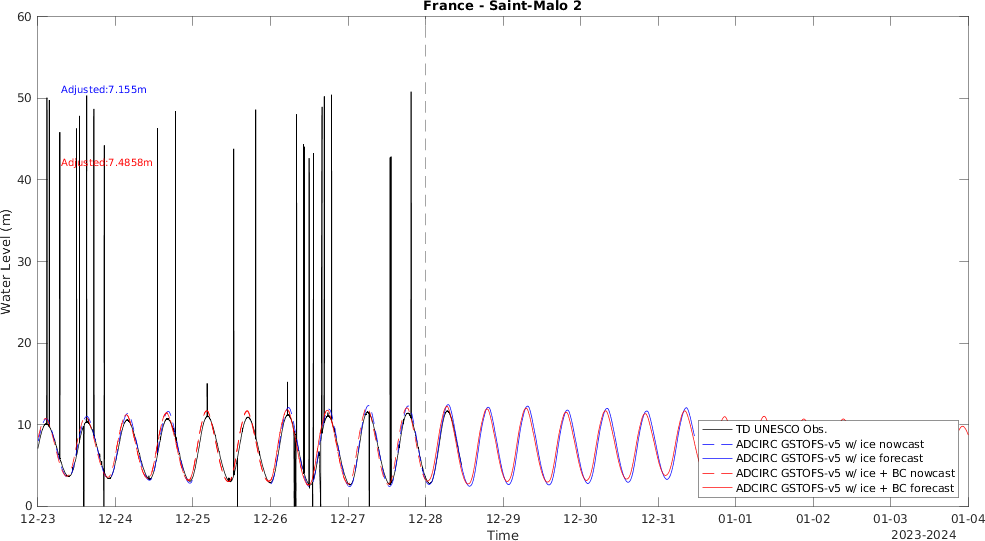 France - Saint-Malo 2
60
50
40
30
20
10
0
Water Level (m)
Adjusted:7.155m
Adjusted:7.4858m
TD UNESCO Obs.
ADCIRC GSTOFS-v5 w/ ice nowcast
ADCIRC GSTOFS-v5 w/ ice forecast
ADCIRC GSTOFS-v5 w/ ice + BC nowcast
ADCIRC GSTOFS-v5 w/ ice + BC forecast
12-23 12-24 12-25 12-26 12-27 12-28 12-29 12-30 12-31 01-01 01-02 01-03 01-04
Time
2023-2024